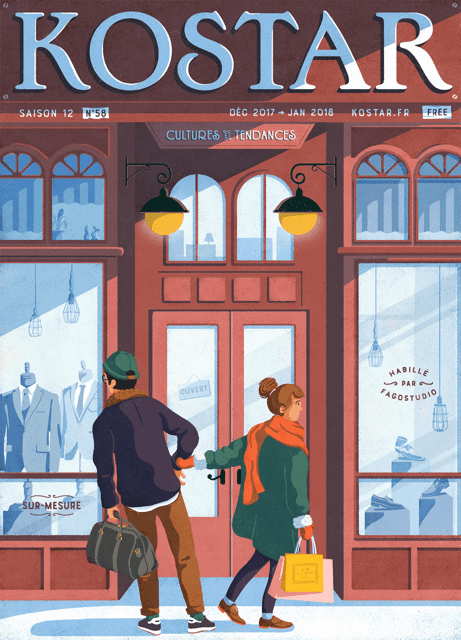 KOSTAR
SAISON 12 N°58 DÉC 2017 → JAN 2018 KOSTAR.FR FREE
CULTURES & TENDANCES
OUVERT
HABILLÉ
PAR
FAGOSTUDIO
SUR-MESURE